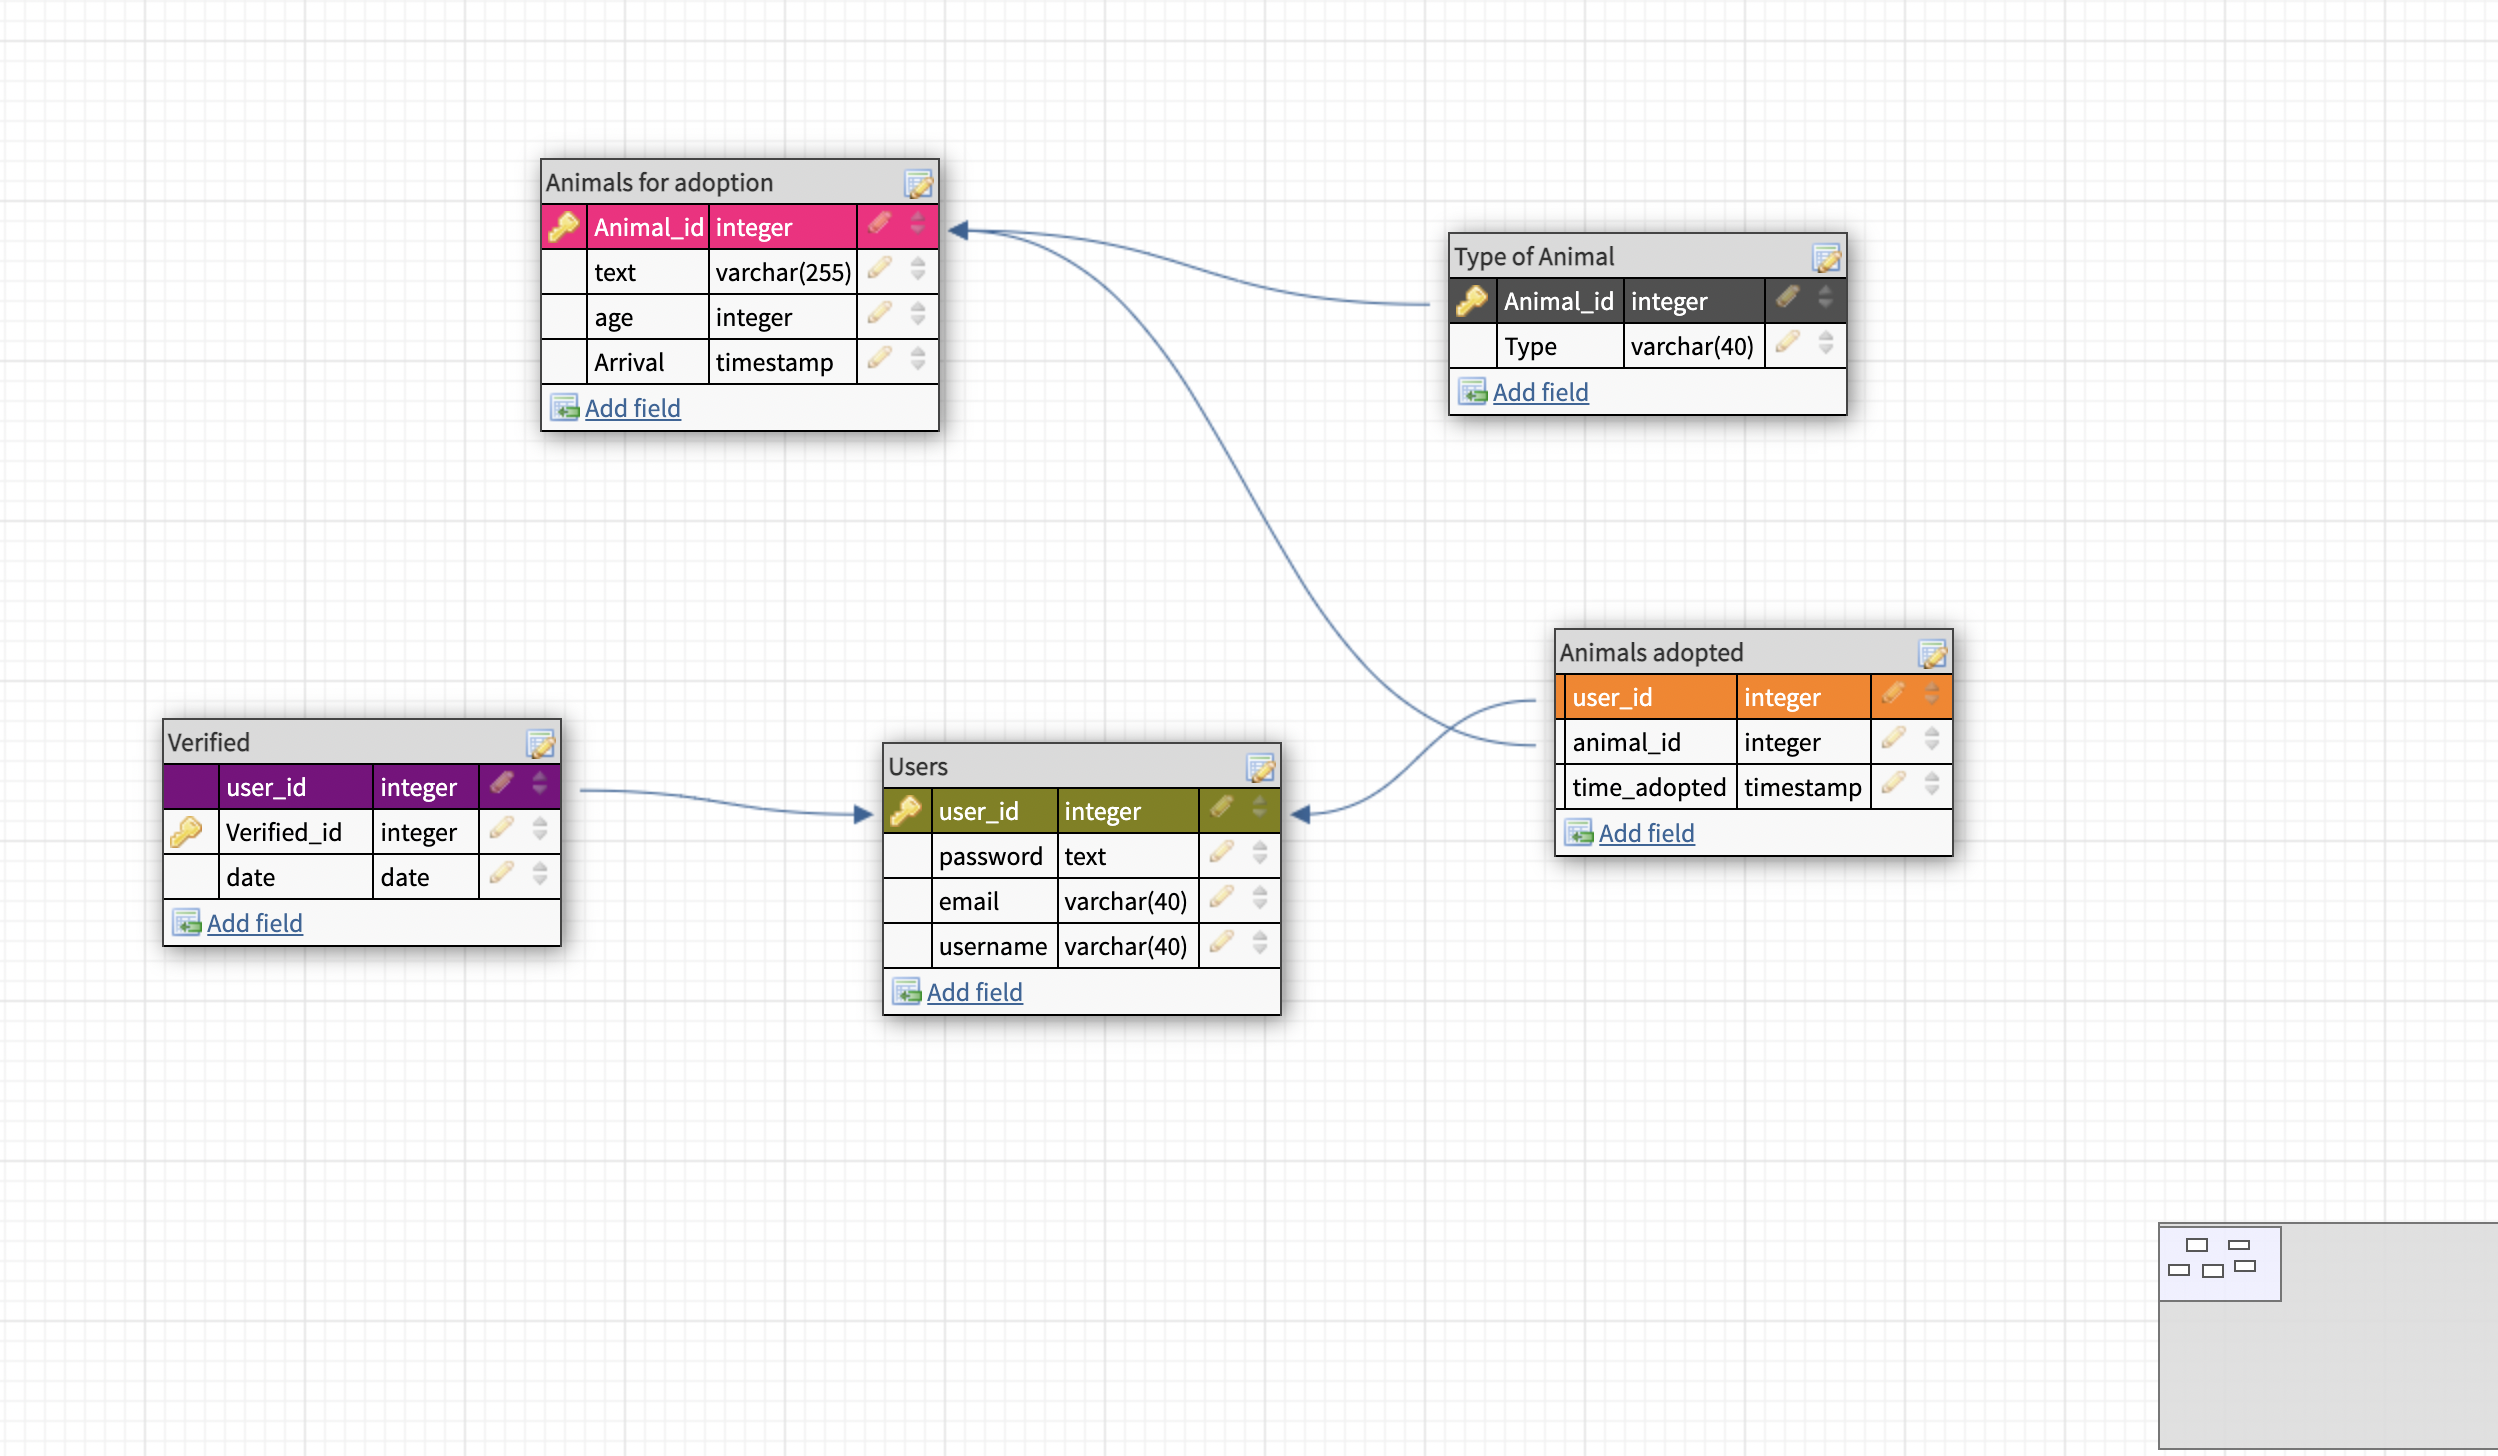 Animals for adoption
Animal_id integer
text varchar(255)
age integer
Arrival timestamp
Add field
Type of Animal
Animal_id integer
Type varchar(40)
Add field
Animals adopted
user_id integer
animal_id integer
time_adopted timestamp
Add field
Verified
user_id integer
Verified_id integer
date date
Add field
Users
user_id integer
password text
email varchar(40)
username varchar(40)
Add field